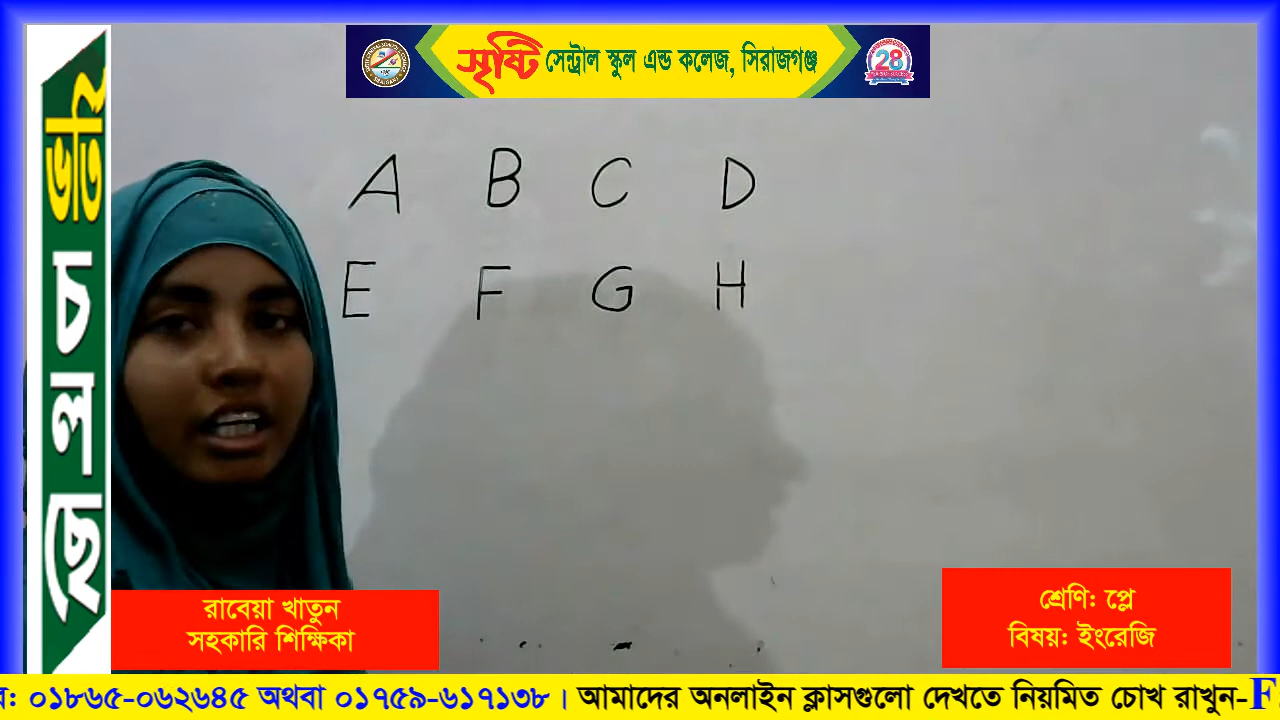 সৃষ্টি সেন্ট্রাল স্কুল এন্ড কলেজ, সিরাজগঞ্জ
28
ভর্তি চলছে
A B C D
E F G H
রাবেয়া খাতুন
সহকারি শিক্ষিকা
শ্রেণি: প্লে
বিষয়: ইংরেজি
০১৮৬৫-০৬২৬৪৫ অথবা ০১৭৫৯-৬১৭১৩৮। আমাদের অনলাইন ক্লাসগুলো দেখতে নিয়মিত চোখ রাখুন-F